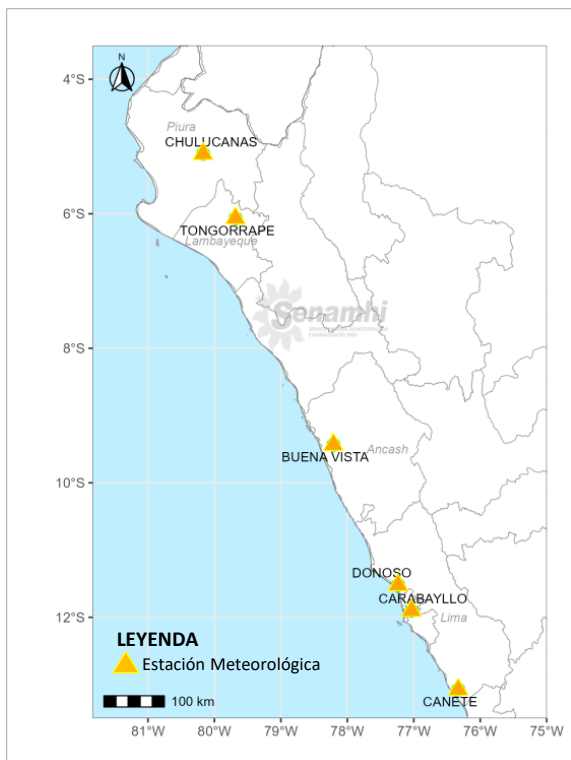 N
4°S
Piura
CHULUCANAS
6°S
TONGORRAPE
Lambayeque
Senamhi
8°S
BUENA VISTA
Ancash
10°S
DONOSO
CARABAYLLO
12°S
Lima
LEYENDA
Estación Meteorológica
100 km
CAÑETE
81°W 80°W 79°W 78°W 77°W 76°W 75°W